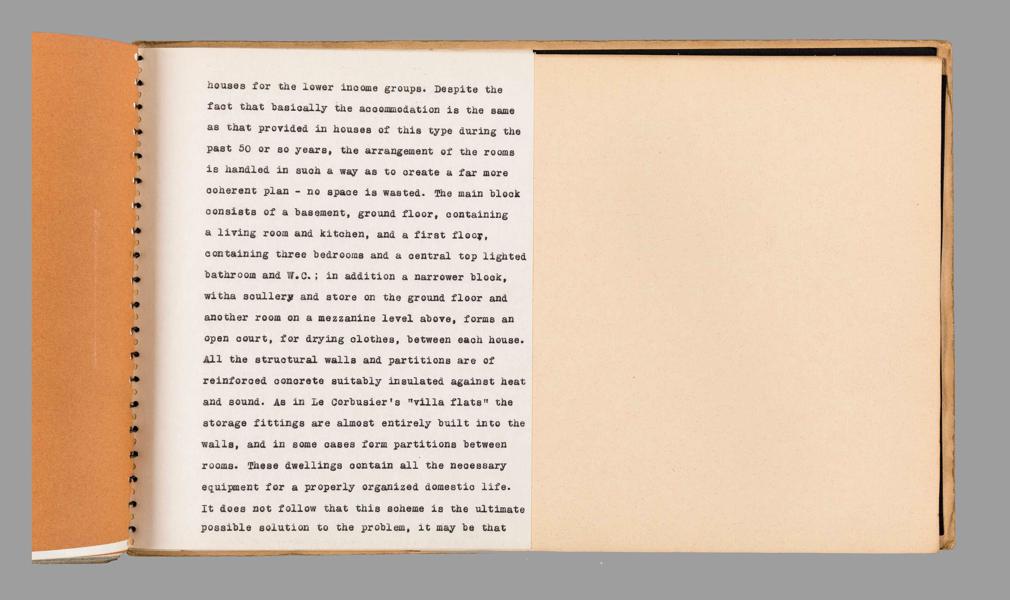 houses for the lower income groups. Despite the
fact that basically the accommodation is the same
as that provided in houses of this type during the
past 50 or so years, the arrangement of the rooms
is handled in such a way as to create a far more
coherent plan - no space is wasted. The main block
consists of a basement, ground floor, containing
a living room and kitchen, and a first floor,
containing three bedrooms and a central top lighted
bathroom and W.C.; in addition a narrower block,
witha scullery and store on the ground floor and
another room on a mezzanine level above, forms an
open court, for drying clothes, between each house.
All the structural walls and partitions are of
reinforced concrete suitably insulated against heat
and sound. As in Le Corbusier's "villa flats" the
storage fittings are almost entirely built into the
walls, and in some cases form partitions between
rooms. These dwellings contain all the necessary
equipment for a properly organized domestic life.
It does not follow that this scheme is the ultimate
possible solution to the problem, it may be that